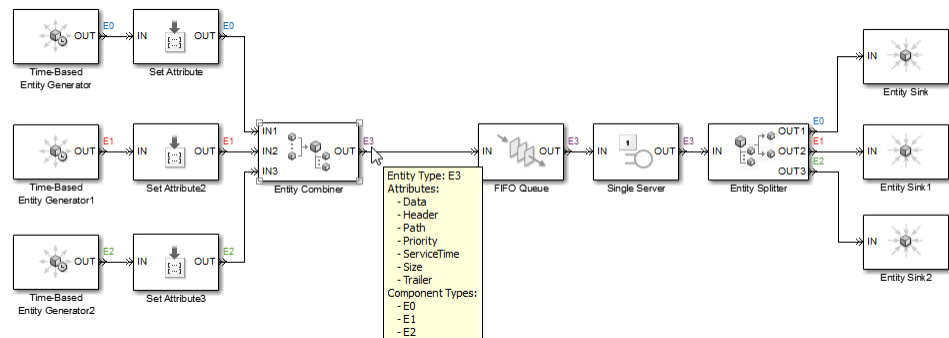 E0
E0
OUT
IN
OUT
Time-Based
Entity Generator
Set Attribute
E1
E1
OUT
IN
OUT
Time-Based
Entity Generator1
Set Attribute2
E2
E2
OUT
IN
OUT
Time-Based
Entity Generator2
Set Attribute3
IN1
IN2
IN3
OUT
E3
Entity Combiner
Entity Type: E3
Attributes:
- Data
- Header
- Path
- Priority
- ServiceTime
- Size
- Trailer
Component Types:
- E0
- E1
- E2
IN
OUT
E3
FIFO Queue
IN
1
OUT
E3
Single Server
IN
OUT1
OUT2
OUT3
E0
E1
E2
Entity Splitter
IN
Entity Sink
IN
Entity Sink1
IN
Entity Sink2